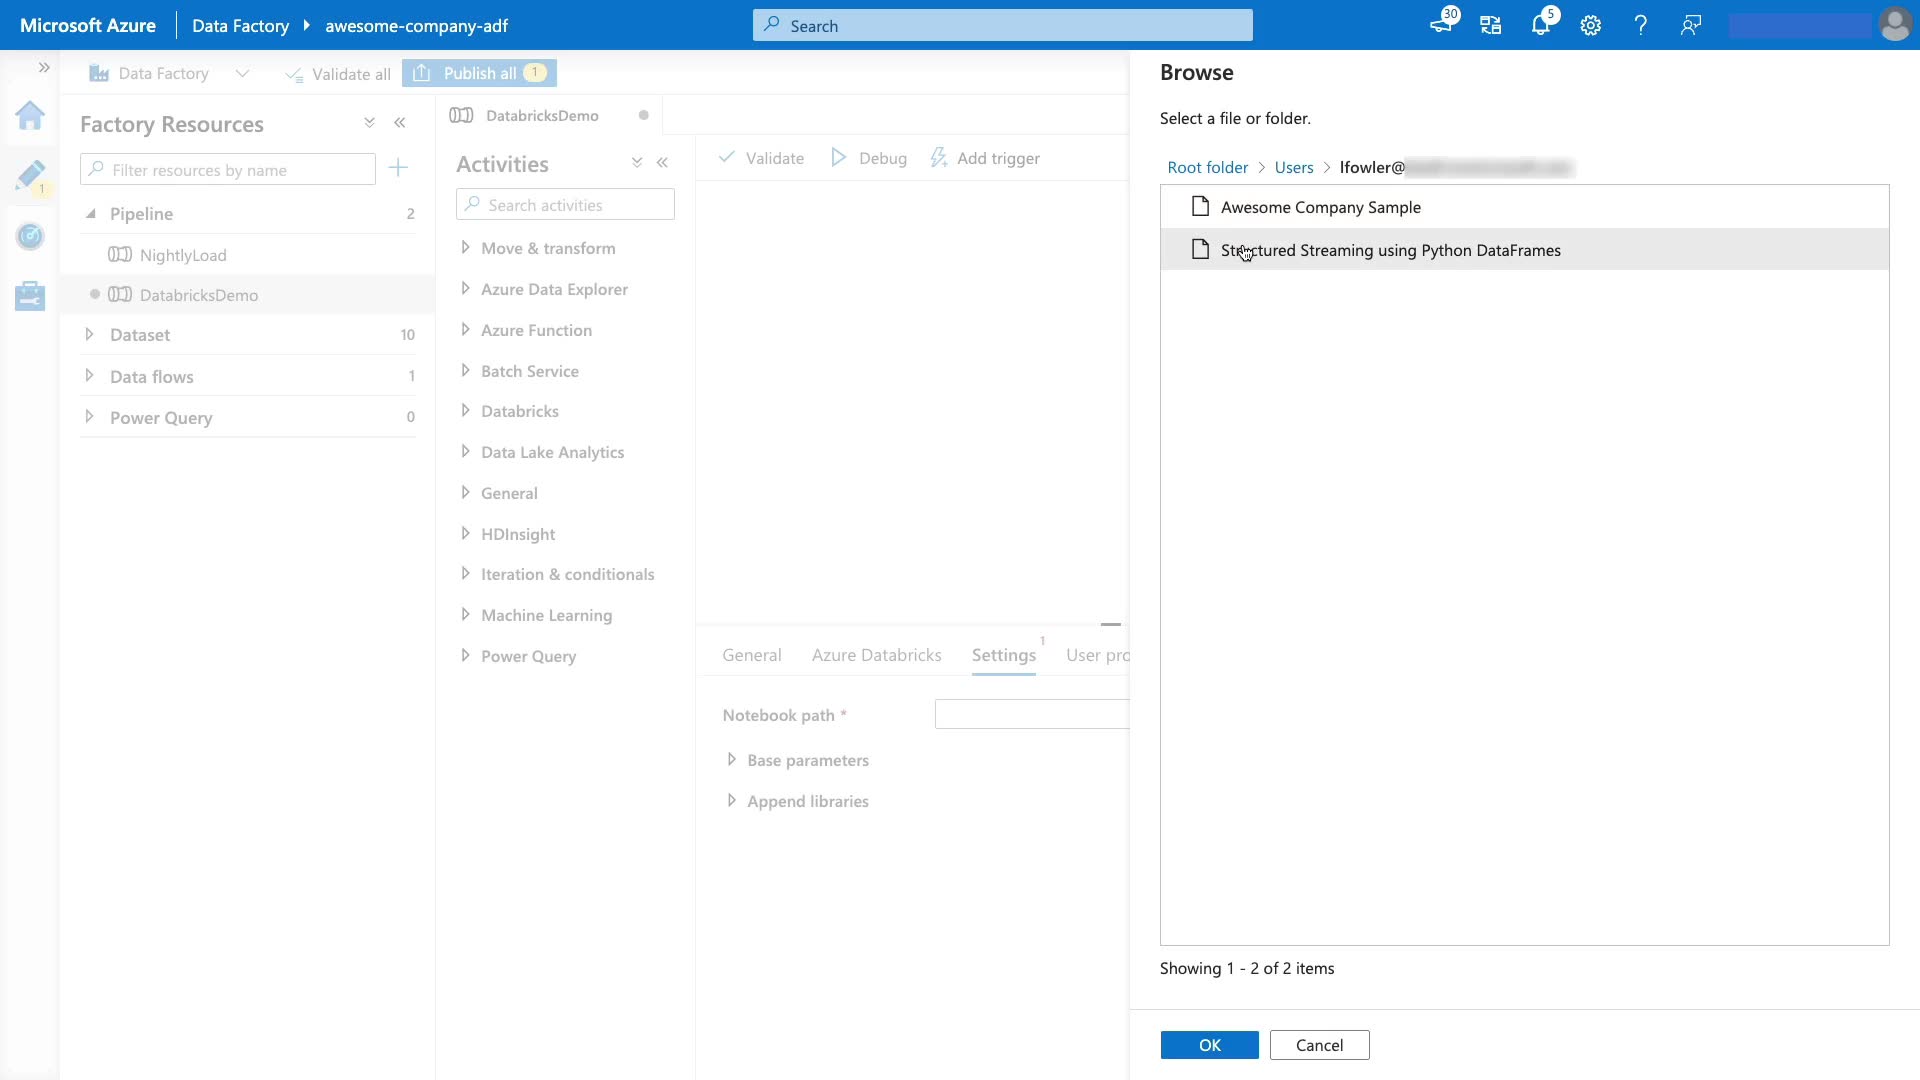 Microsoft Azure
Data Factory
awesome-company-adf
Search
30
5
Data Factory
Validate all
Publish all
1
Factory Resources
Filter resources by name
1
Pipeline 2
NightlyLoad
DatabricksDemo
Dataset 10
Data flows 1
Power Query 0
DatabricksDemo
Activities
Search activities
Move & transform
Azure Data Explorer
Azure Function
Batch Service
Databricks
Data Lake Analytics
General
HDInsight
Iteration & conditionals
Machine Learning
Power Query
Validate
Debug
Add trigger
General
Azure Databricks
Settings
1
User pro
Notebook path *
Base parameters
Append libraries
Browse
Select a file or folder.
Root folder > Users > lfowler@
Awesome Company Sample
Structured Streaming using Python DataFrames
Showing 1 - 2 of 2 items
OK
Cancel